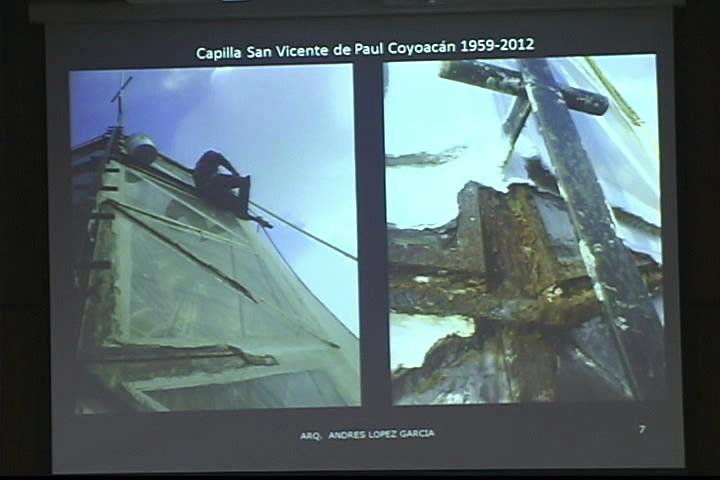 Capilla San Vicente de Paul Coyoacán 1959-2012
ARQ. ANDRES LOPEZ GARCIA
7